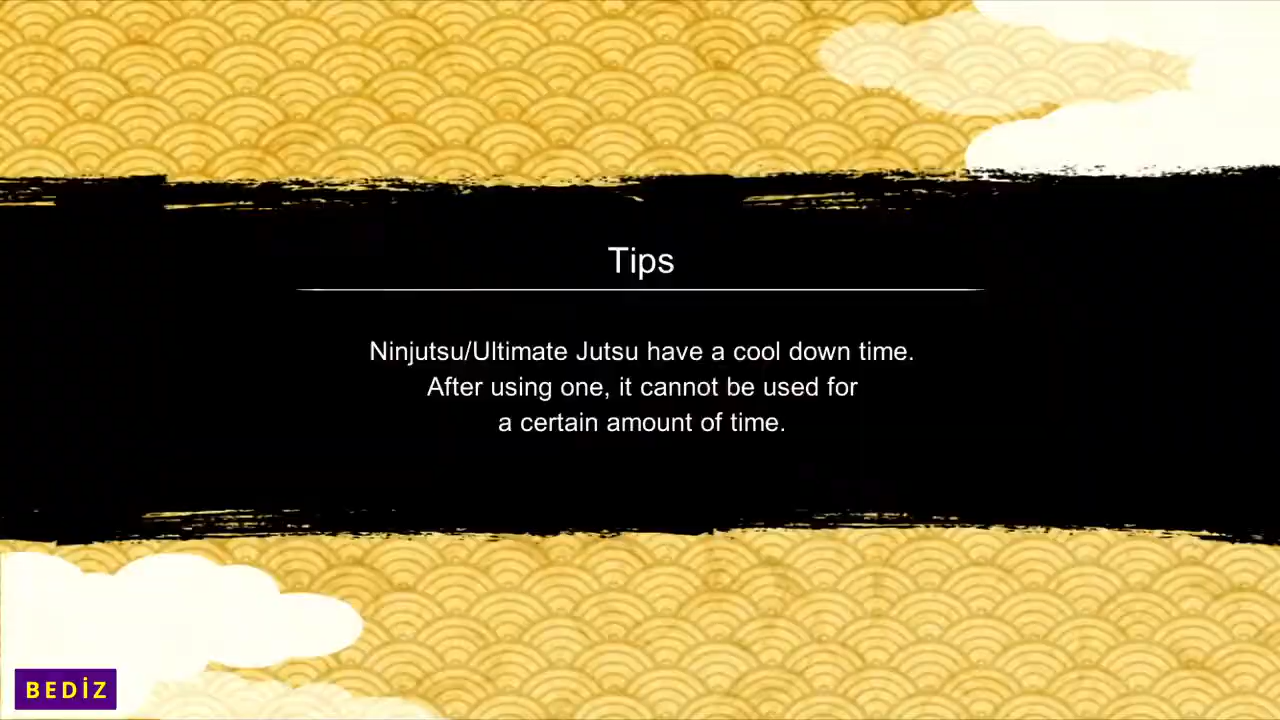 Tips
Ninjutsu/Ultimate Jutsu have a cool down time.
After using one, it cannot be used for
a certain amount of time.
BEDİZ